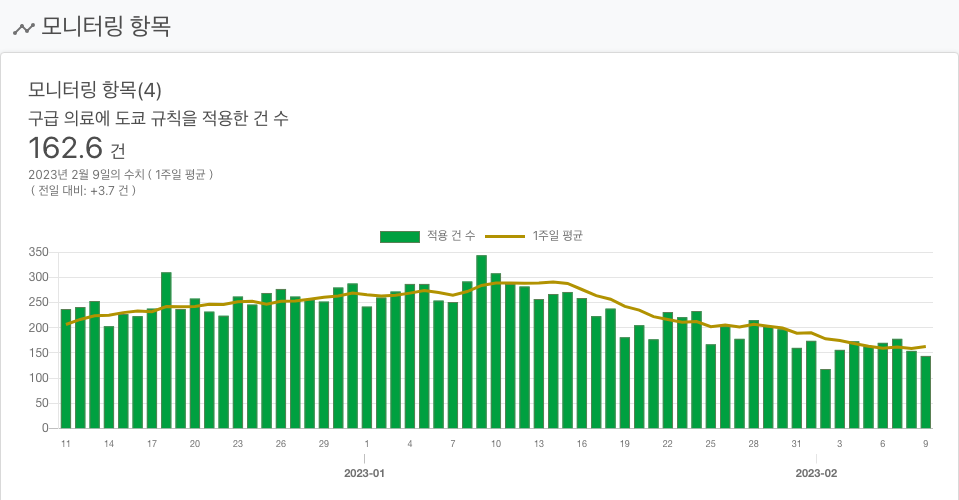 모니터링 항목
모니터링 항목(4)
구급 의료에 도쿄 규칙을 적용한 건 수
162.6 건
2023년 2월 9일의 수치 ( 1주일 평균 )
( 전일 대비: +3.7 건 )
적용 건 수 1주일 평균
350
300
250
200
150
100
50
0
11 14 17 20 23 26 29 1 4 7 10 13 16 19 22 25 28 31 3 6 9
2023-01 2023-02